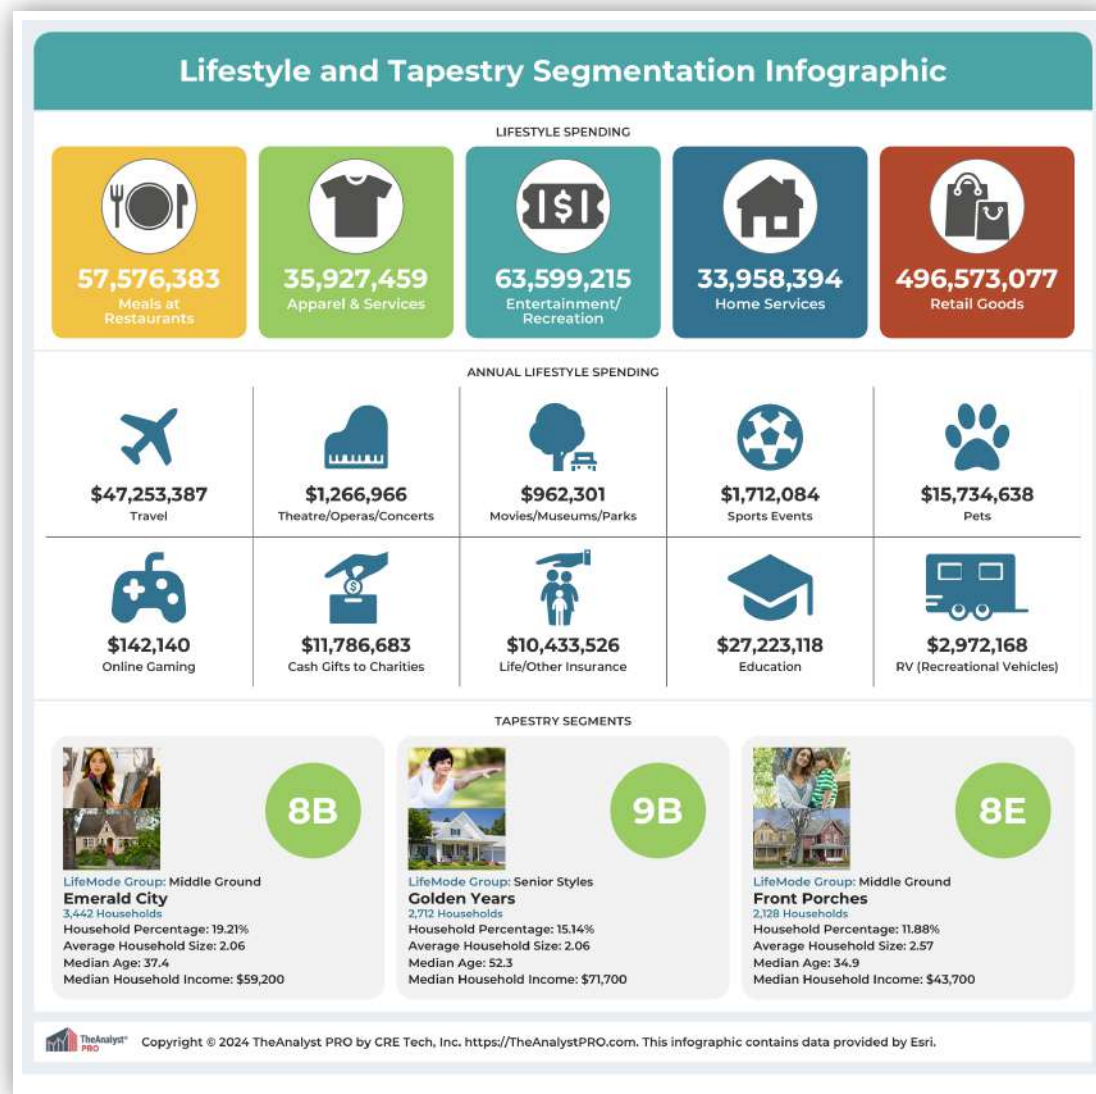 Lifestyle and Tapestry Segmentation Infographic
LIFESTYLE SPENDING
57,576,383
Meals at
Restaurants
35,927,459
Apparel & Services
63,599,215
Entertainment/
Recreation
33,958,394
Home Services
496,573,077
Retail Goods
ANNUAL LIFESTYLE SPENDING
$47,253,387
Travel
$1,266,966
Theatre/Operas/Concerts
$962,301
Movies/Museums/Parks
$1,712,084
Sports Events
$15,734,638
Pets
$142,140
Online Gaming
$11,786,683
Cash Gifts to Charities
$10,433,526
Life/Other Insurance
$27,223,118
Education
$2,972,168
RV (Recreational Vehicles)
TAPESTRY SEGMENTS
8B
LifeMode Group: Middle Ground
Emerald City
3,442 Households
Household Percentage: 19.21%
Average Household Size: 2.06
Median Age: 37.4
Median Household Income: $59,200
9B
LifeMode Group: Senior Styles
Golden Years
2,712 Households
Household Percentage: 15.14%
Average Household Size: 2.06
Median Age: 52.3
Median Household Income: $71,700
8E
LifeMode Group: Middle Ground
Front Porches
2,128 Households
Household Percentage: 11.88%
Average Household Size: 2.57
Median Age: 34.9
Median Household Income: $43,700
TheAnalyst®
PRO
Copyright © 2024 TheAnalyst PRO by CRE Tech, Inc. https://TheAnalystPRO.com. This infographic contains data provided by Esri.